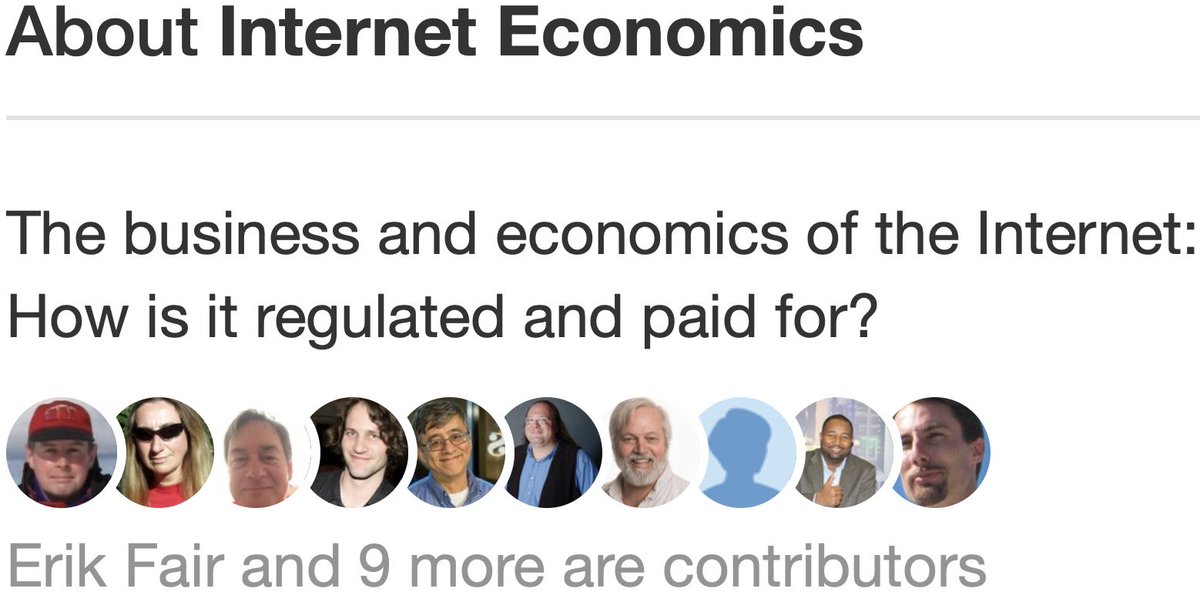 About Internet Economics
The business and economics of the Internet:
How is it regulated and paid for?
Erik Fair and 9 more are contributors